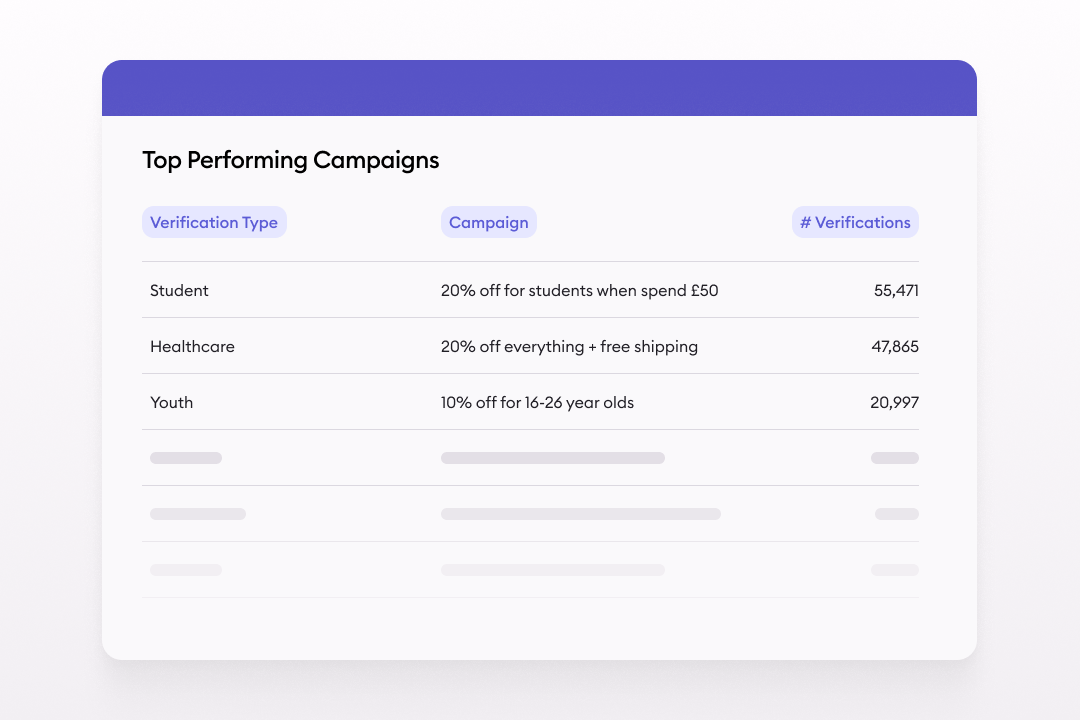 Top Performing Campaigns
Verification Type Campaign # Verifications
Student 20% off for students when spend £50 55,471
Healthcare 20% off everything + free shipping 47,865
Youth 10% off for 16-26 year olds 20,997